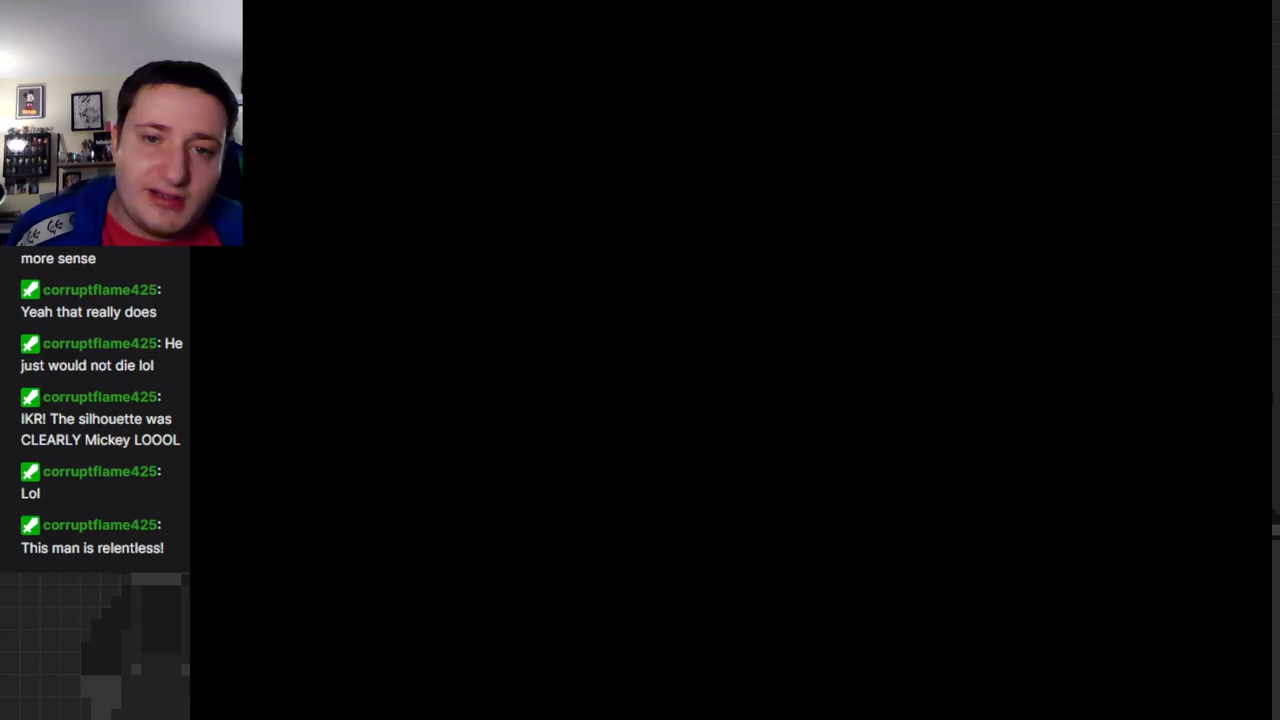 more sense
corruptflame425:
Yeah that really does
corruptflame425: He
just would not die lol
corruptflame425:
IKR! The silhouette was
CLEARLY Mickey LOOOL
corruptflame425:
Lol
corruptflame425:
This man is relentless!